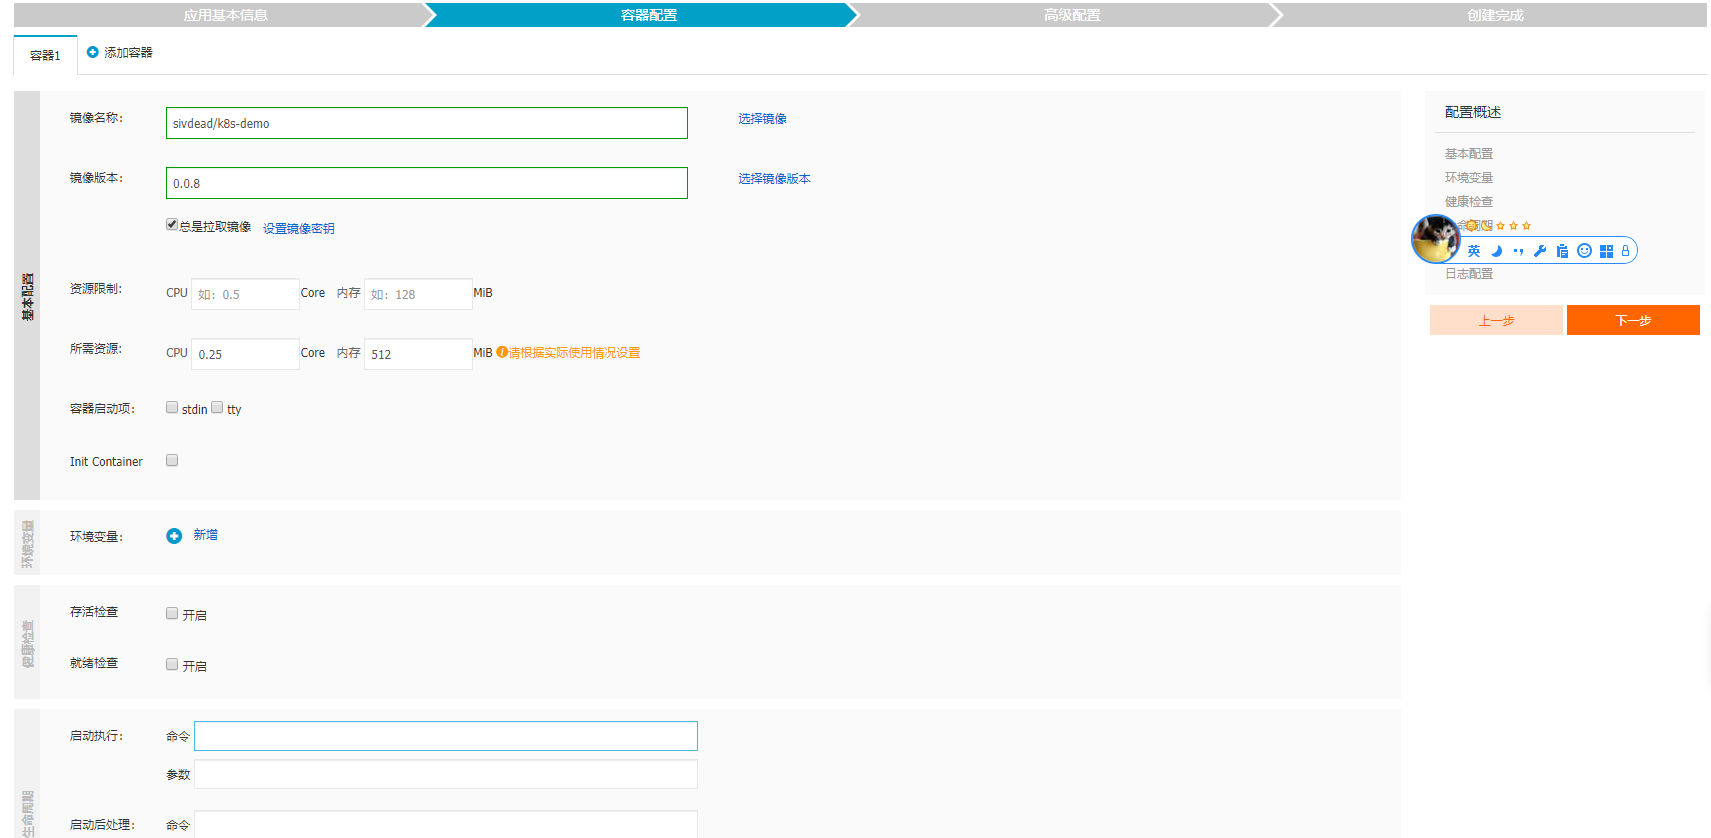 应用基本信息
容器配置
高级配置
创建完成
容器1
添加容器
基本配置
镜像名称：
sivdead/k8s-demo
选择镜像
镜像版本：
0.0.8
选择镜像版本
总是拉取镜像 设置镜像密钥
资源限制：
CPU 如：0.5 Core 内存 如：128 MiB
所需资源：
CPU 0.25 Core 内存 512 MiB 请根据实际使用情况设置
容器启动项：
stdin tty
Init Container
环境变量
环境变量：
新增
健康检查
存活检查
开启
就绪检查
开启
生命周期
启动执行：
命令
参数
启动后处理：
命令
配置概述
基本配置
环境变量
健康检查
英
日志配置
上一步
下一步